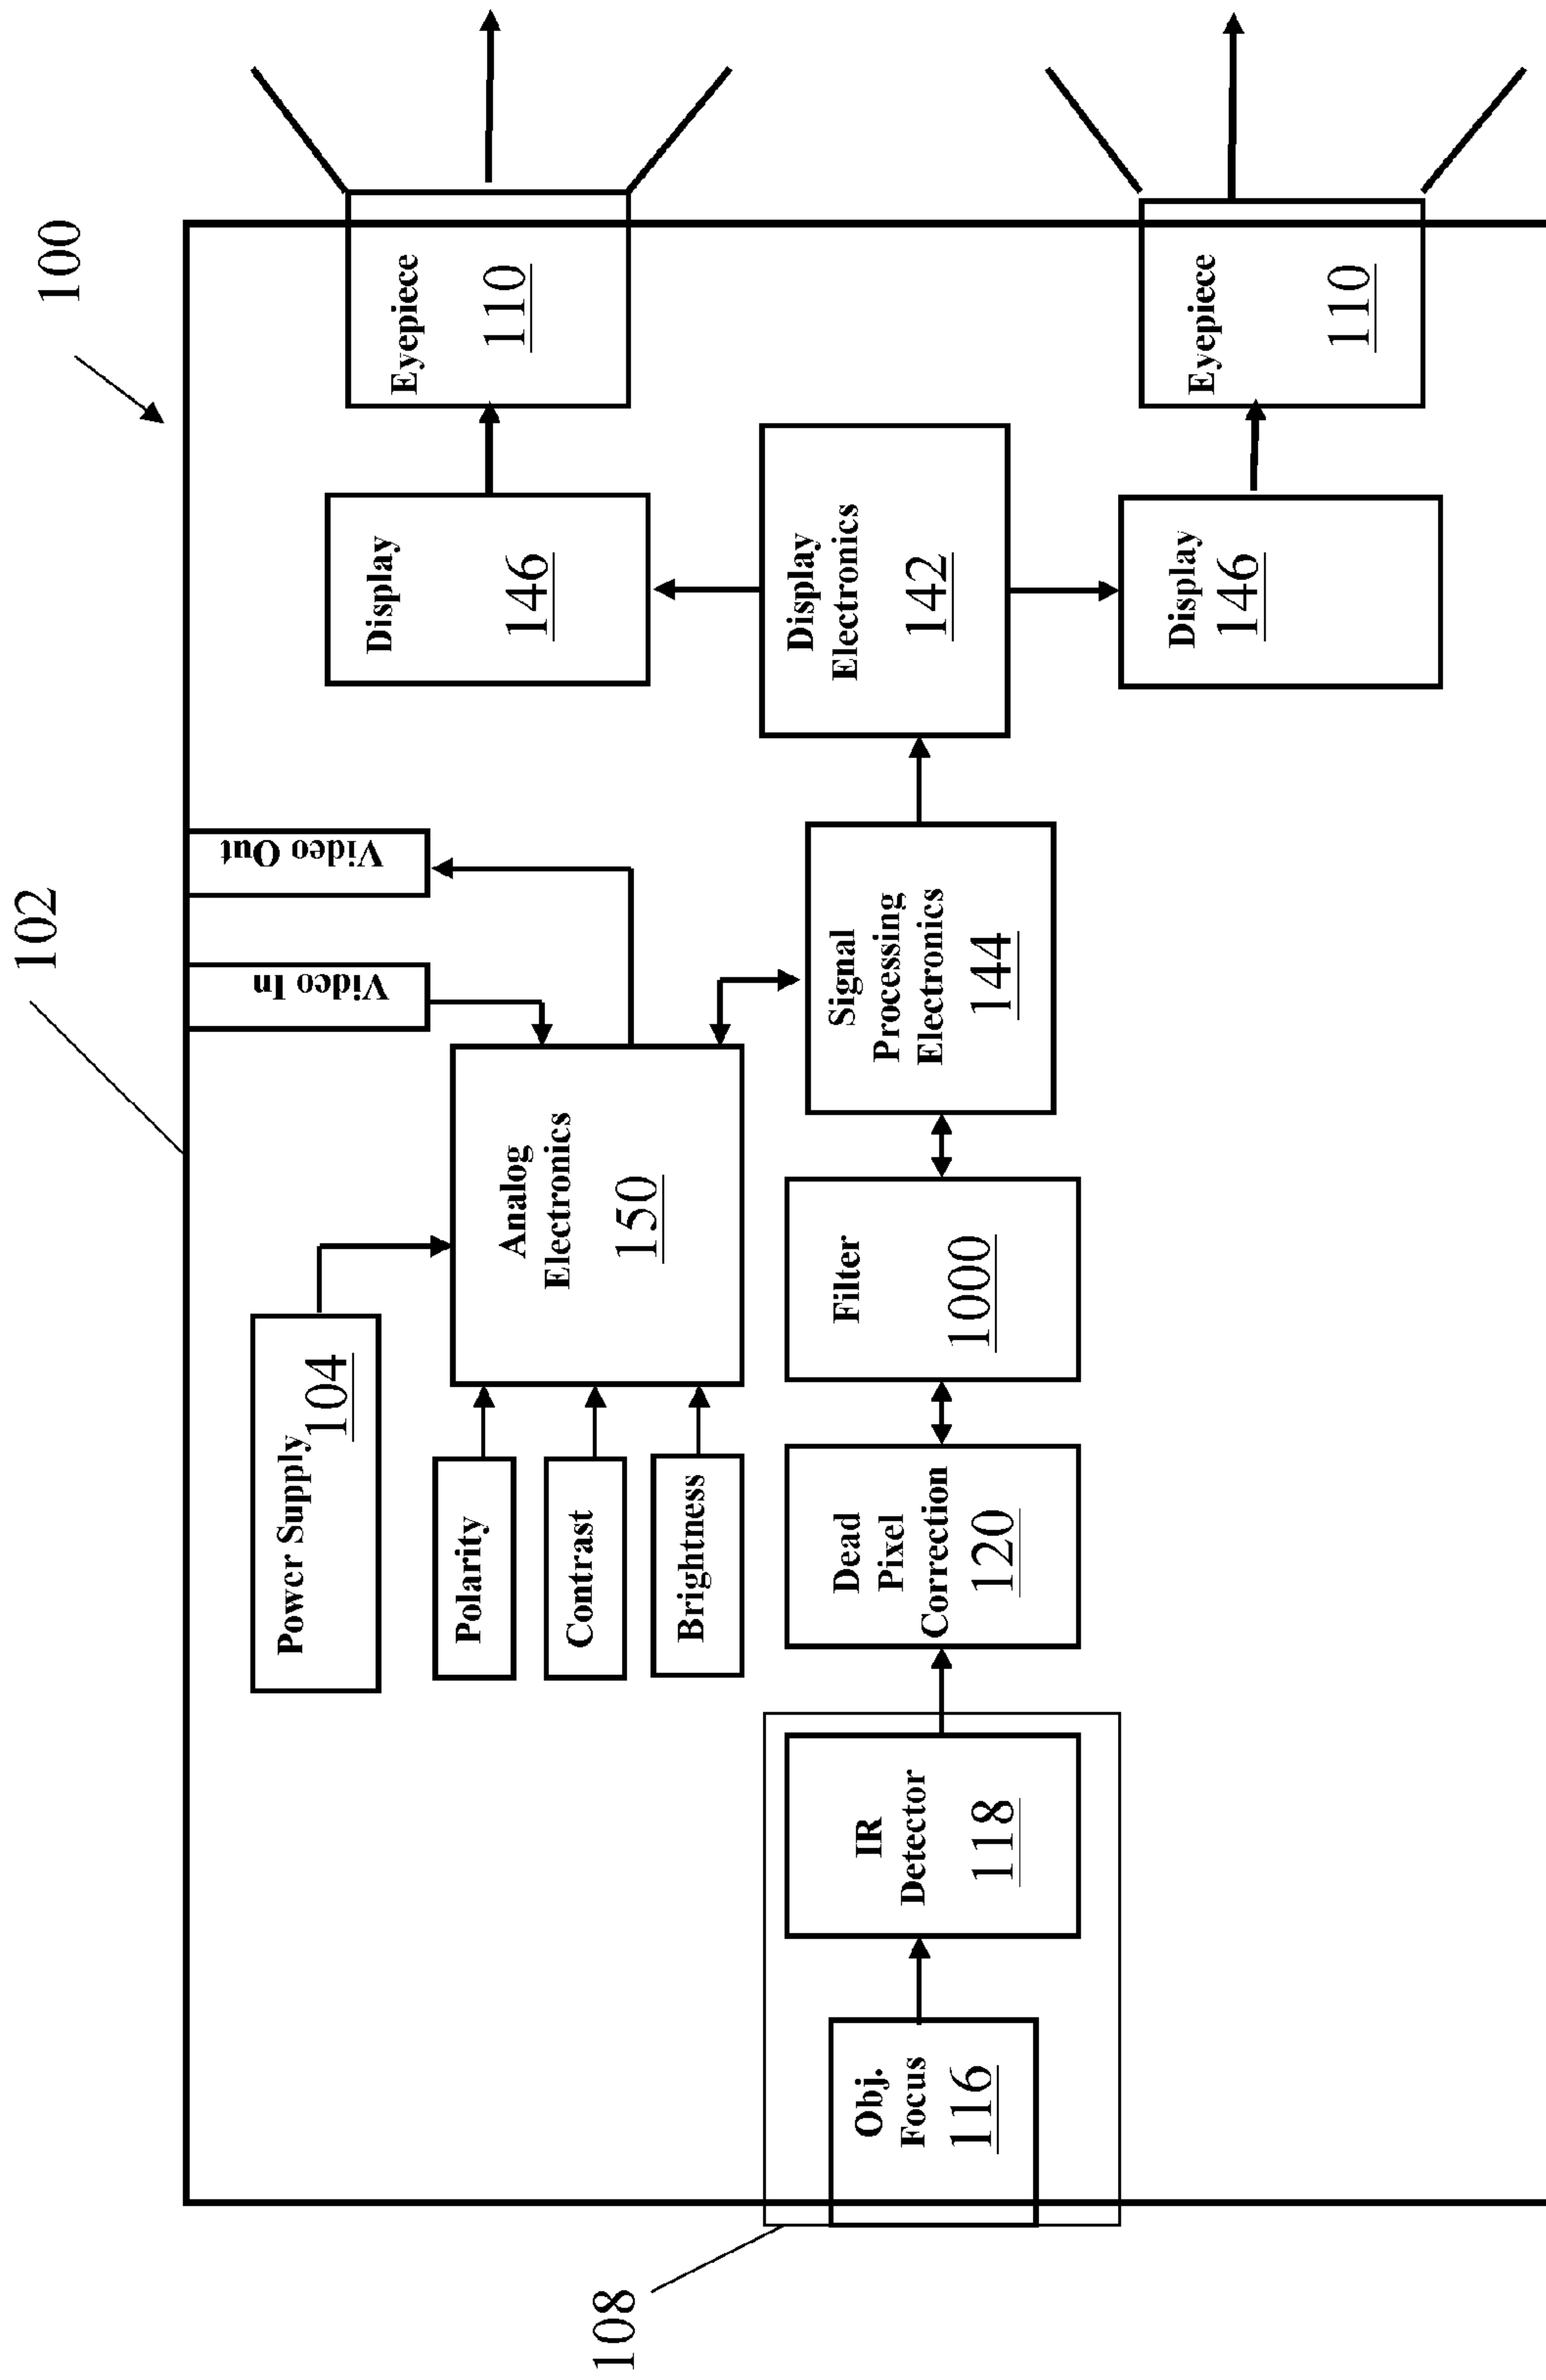 100
102
Video In
Video Out
Power Supply
104
Polarity
Contrast
Brightness
Analog
Electronics
150
Display
146
Eyepiece
110
108
Obj.
Focus
116
IR
Detector
118
Dead
Pixel
Correction
120
Filter
1000
Signal
Processing
Electronics
144
Display
Electronics
142
Display
146
Eyepiece
110